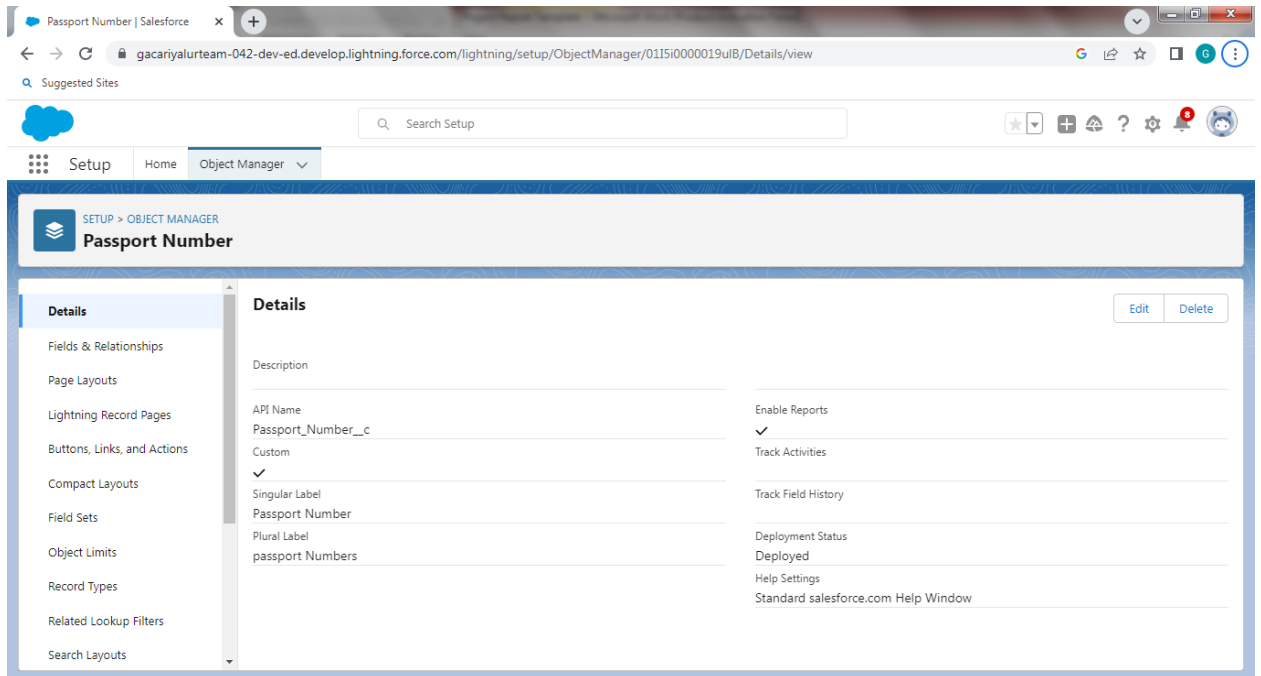 Passport Number | Salesforce
gacariyalurteam-042-dev-ed.develop.lightning.force.com/lightning/setup/ObjectManager/01I5i0000019uIB/Details/view
G
G
Suggested Sites
Search Setup
8
Setup
Home
Object Manager
SETUP > OBJECT MANAGER
Passport Number
Details
Fields & Relationships
Page Layouts
Lightning Record Pages
Buttons, Links, and Actions
Compact Layouts
Field Sets
Object Limits
Record Types
Related Lookup Filters
Search Layouts
Details
Edit Delete
Description
API Name
Passport_Number__c
Custom
Singular Label
Passport Number
Plural Label
passport Numbers
Enable Reports
Track Activities
Track Field History
Deployment Status
Deployed
Help Settings
Standard salesforce.com Help Window